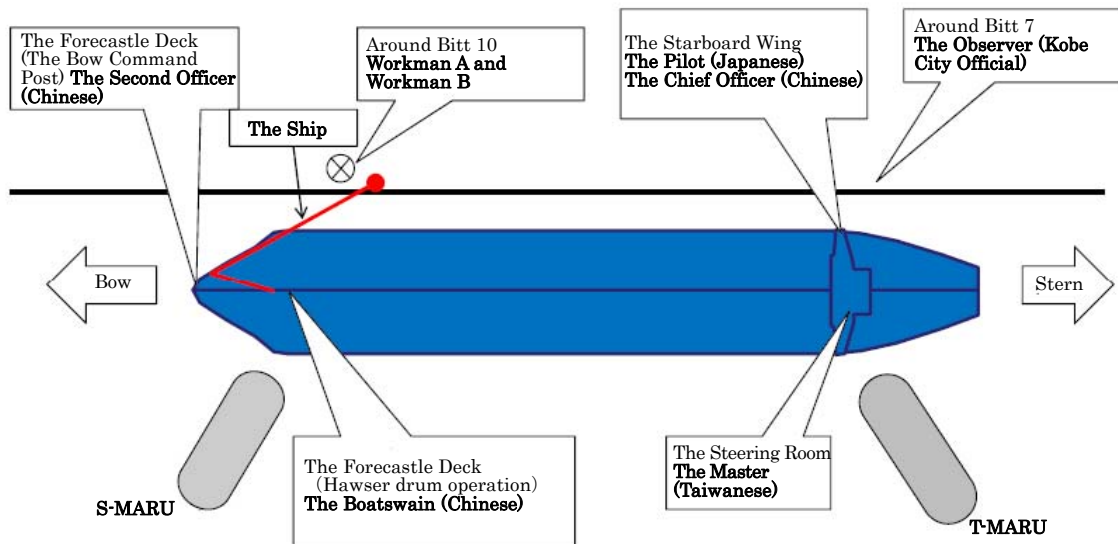 The Forecastle Deck
(The Bow Command
Post) The Second Officer
(Chinese)
Around Bitt 10
Workman A and
Workman B
The Starboard Wing
The Pilot (Japanese)
The Chief Officer (Chinese)
Around Bitt 7
The Observer (Kobe
City Official)
The Ship
Bow
Stern
The Forecastle Deck
(Hawser drum operation)
The Boatswain (Chinese)
The Steering Room
The Master
(Taiwanese)
S-MARU
T-MARU